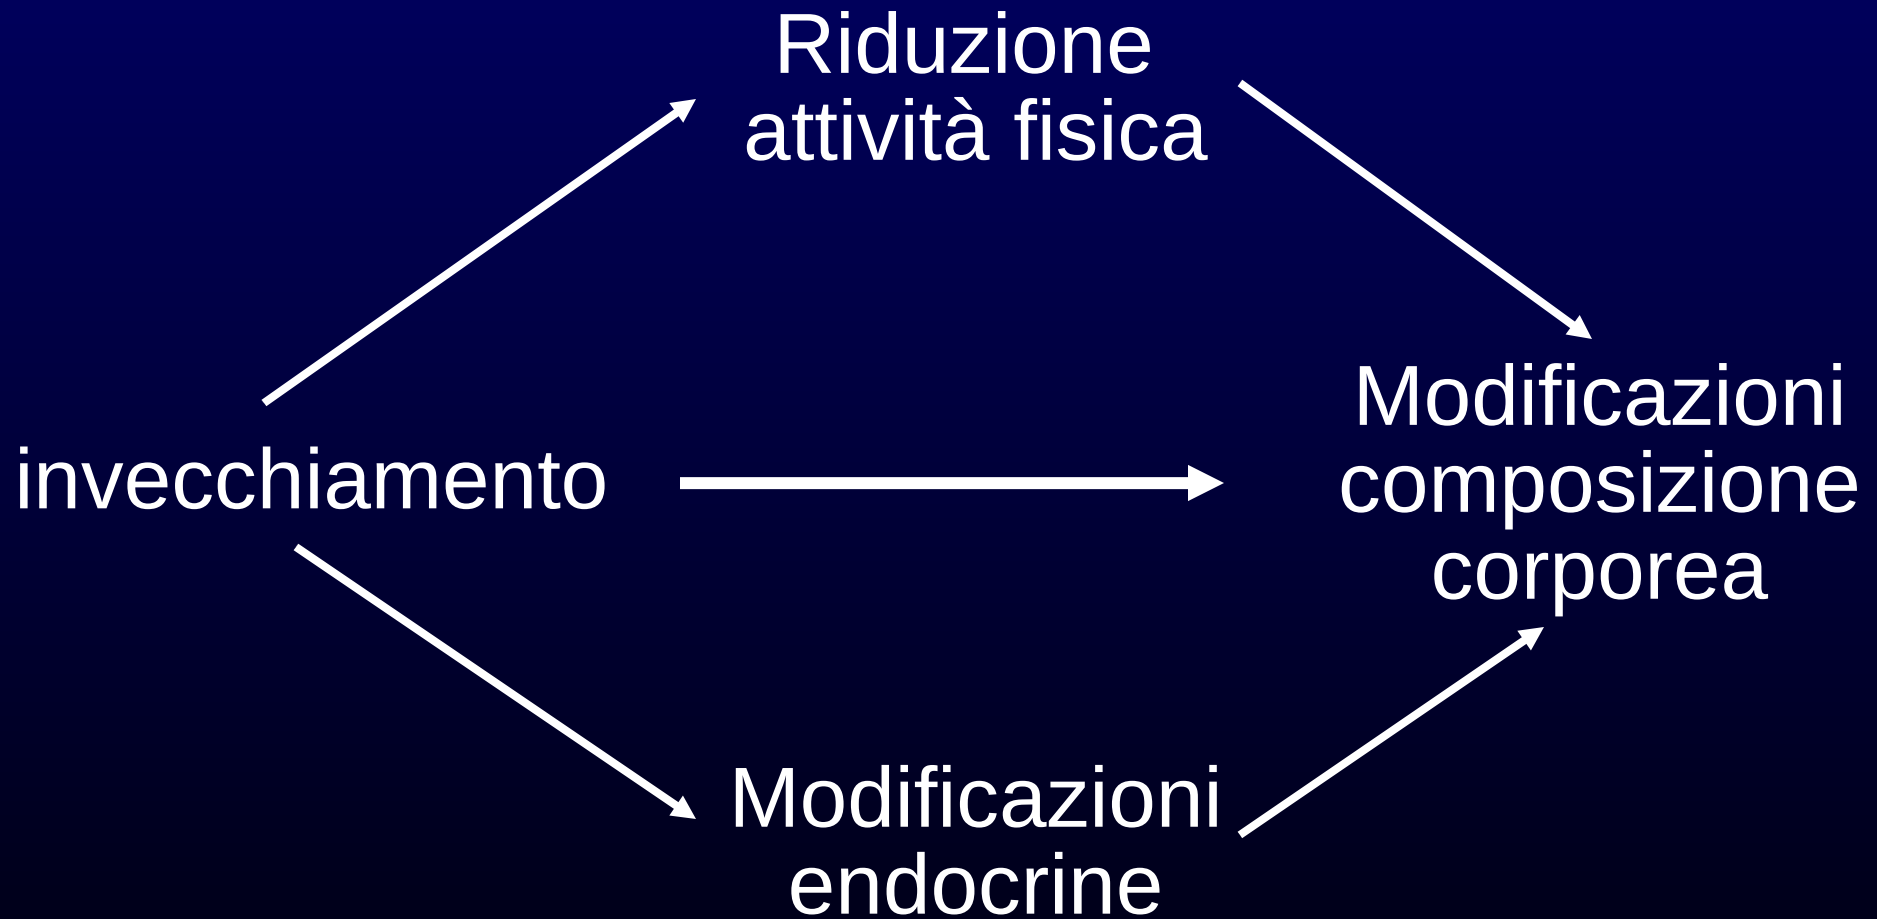 Riduzione
attività fisica
invecchiamento
Modificazioni
composizione
corporea
Modificazioni
endocrine